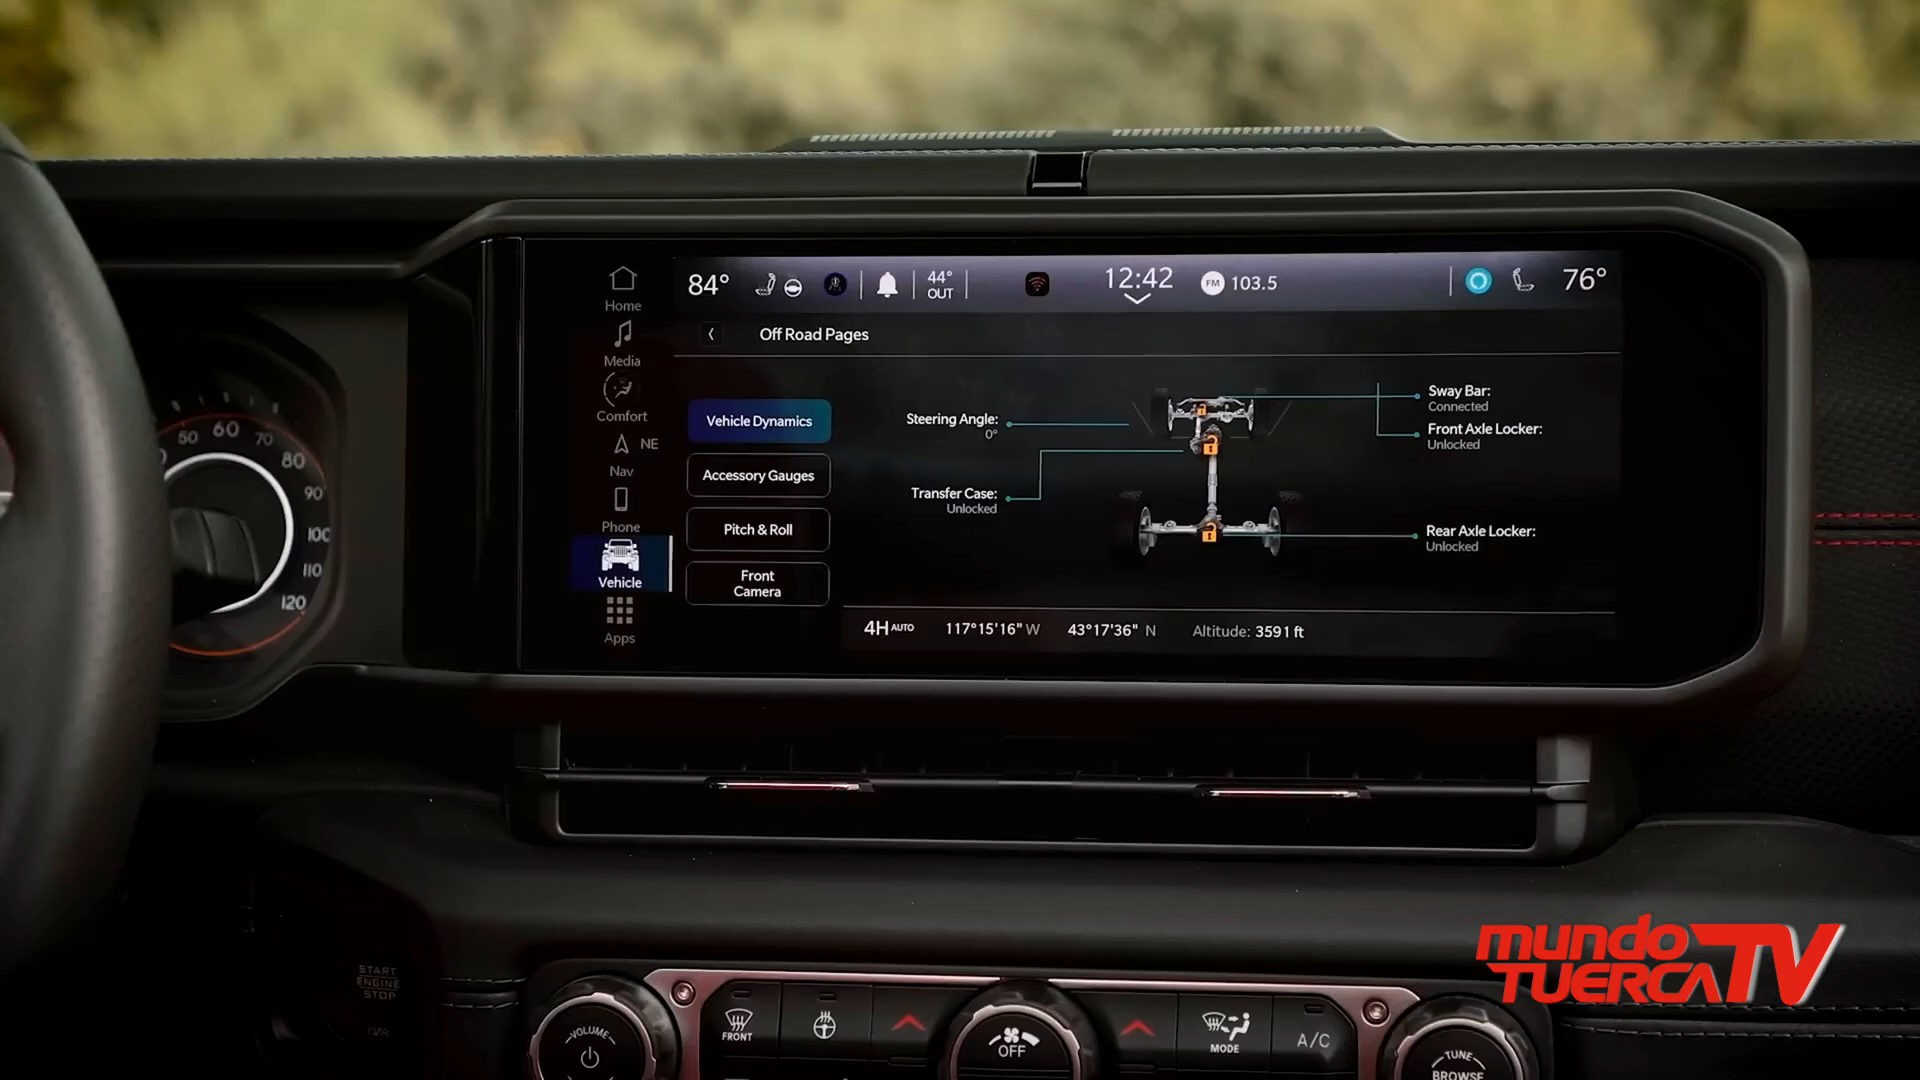 Home
Media
Comfort
NE
Nav
Phone
Vehicle
Apps
84°
44°
OUT
12:42
FM
103.5
76°
Off Road Pages
Vehicle Dynamics
Accessory Gauges
Pitch & Roll
Front
Camera
Steering Angle:
0°
Transfer Case:
Unlocked
Sway Bar:
Connected
Front Axle Locker:
Unlocked
Rear Axle Locker:
Unlocked
4H AUTO
117°15'16" W
43°17'36" N
Altitude: 3591 ft
50
60
70
80
90
100
110
120
START
ENGINE
STOP
VOLUME
FRONT
OFF
MODE
A/C
TUNE
BROWSE
mundo
TUERCA
TV